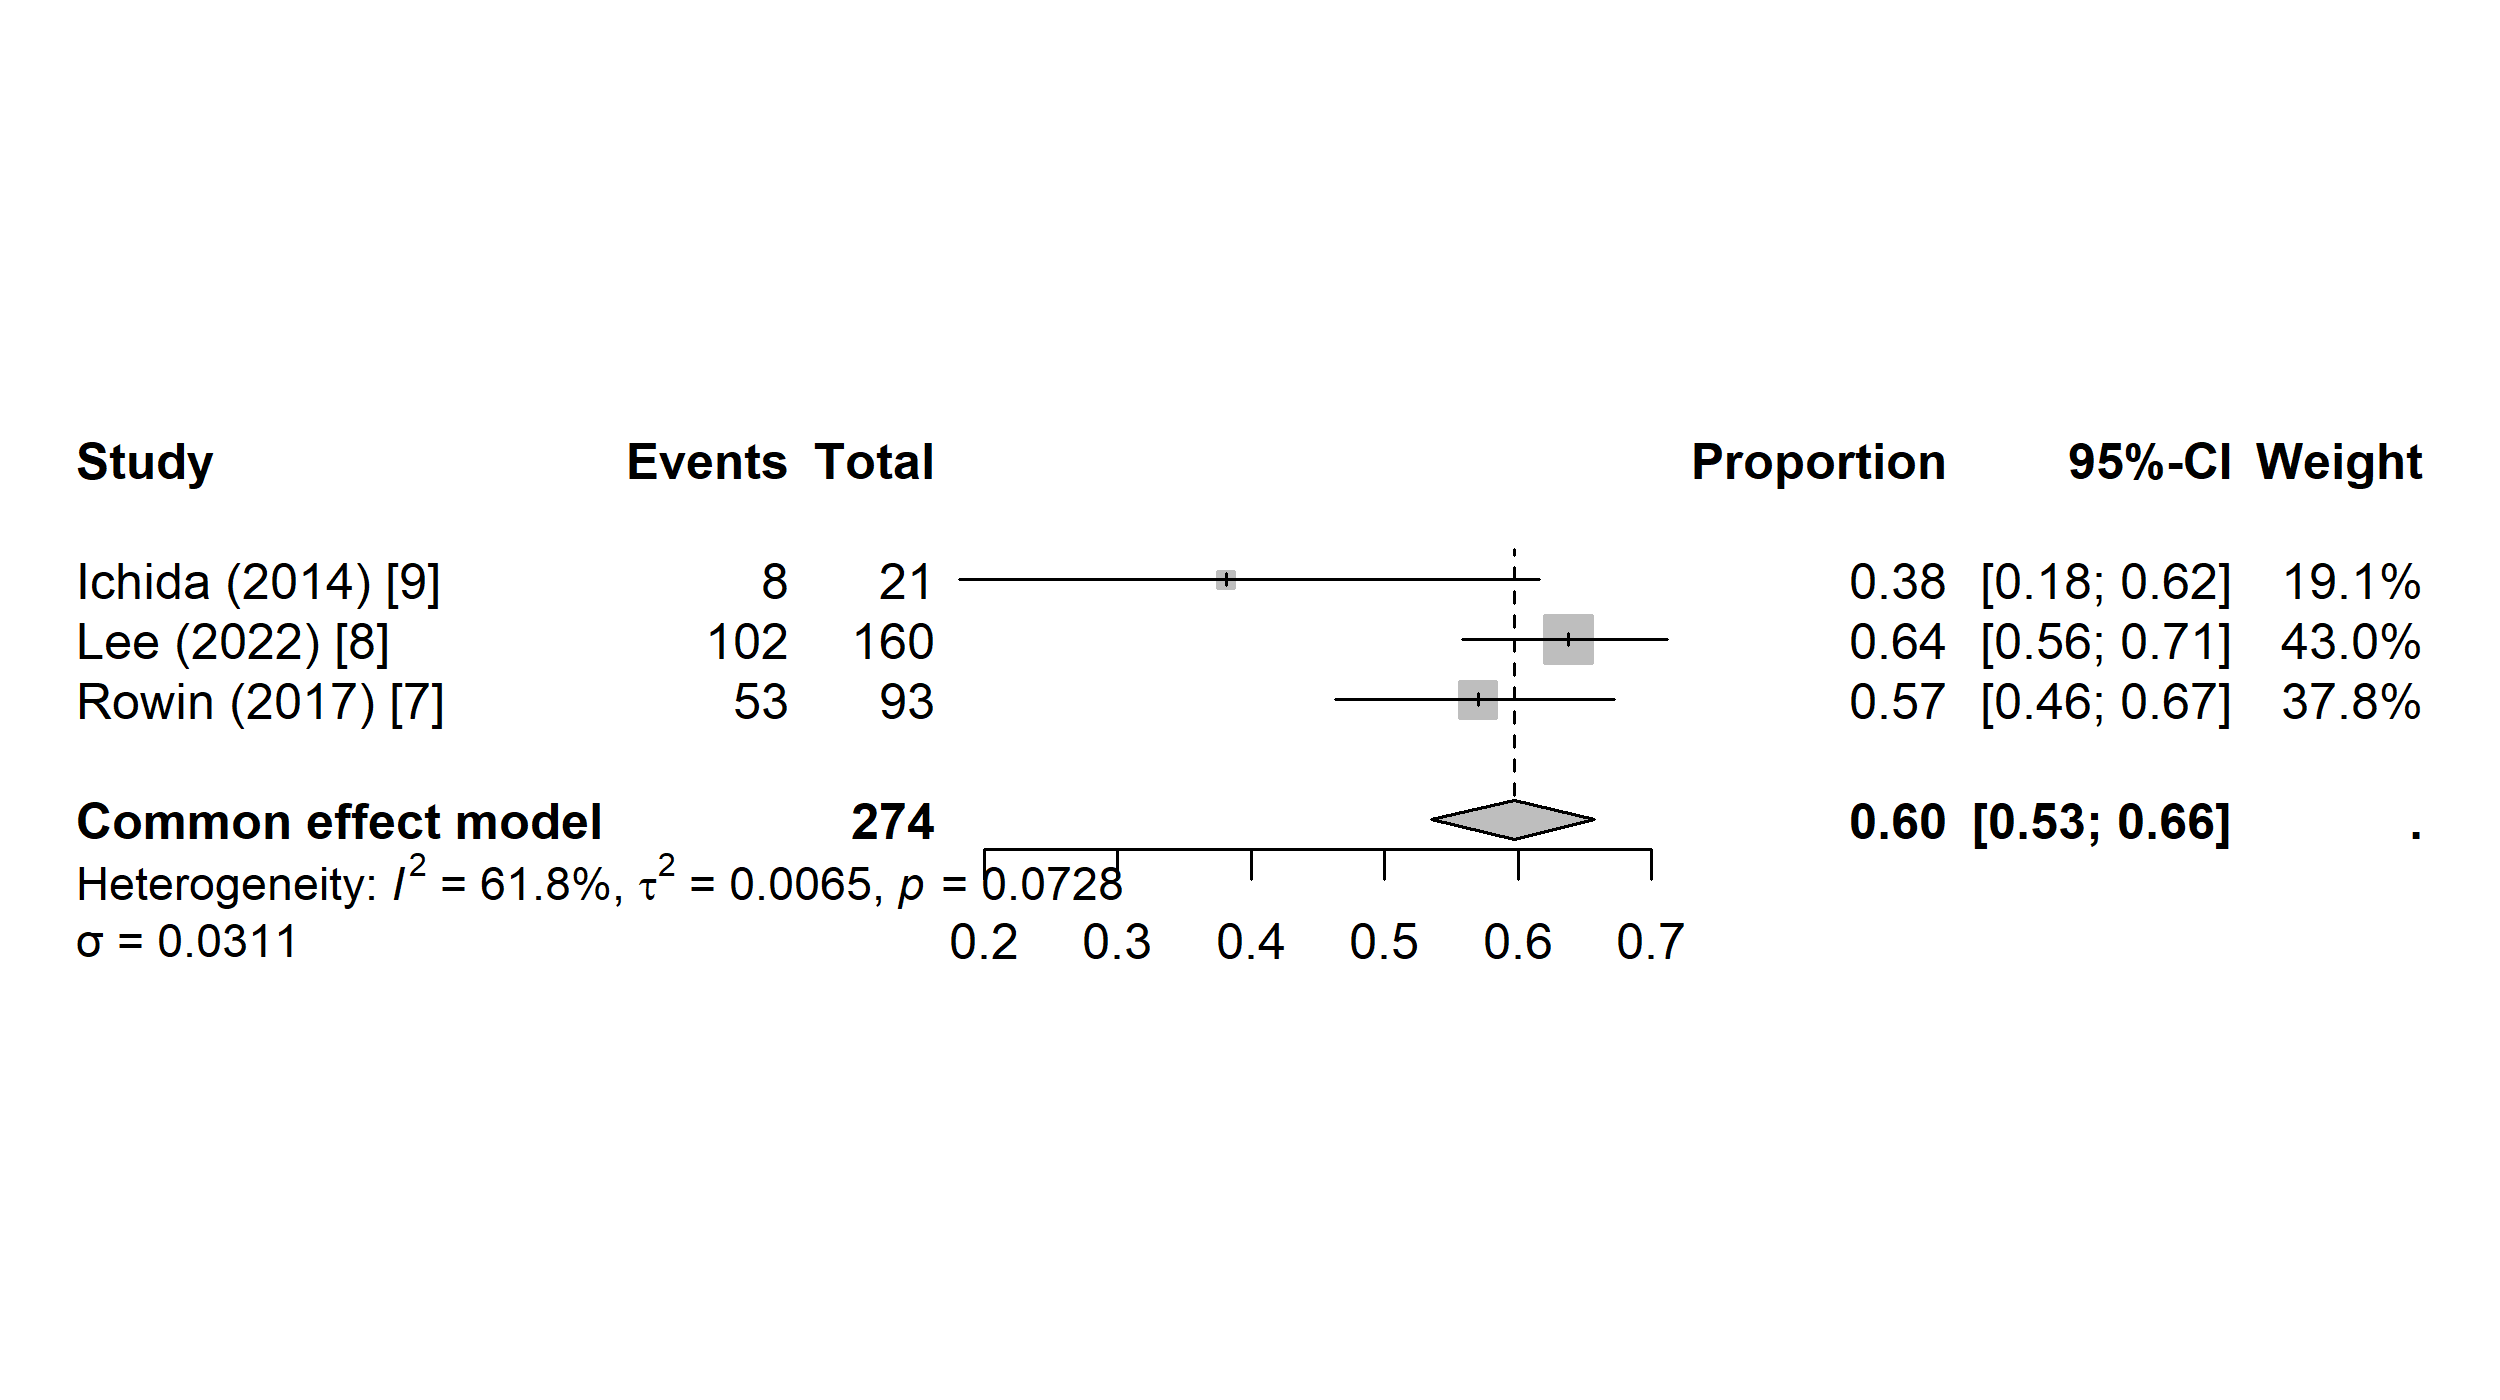 Study Events Total Proportion 95%-CI Weight
Ichida (2014) [9] 8 21 0.38 [0.18; 0.62] 19.1%
Lee (2022) [8] 102 160 0.64 [0.56; 0.71] 43.0%
Rowin (2017) [7] 53 93 0.57 [0.46; 0.67] 37.8%
Common effect model 274 0.60 [0.53; 0.66] .
Heterogeneity: I² = 61.8%, τ² = 0.0065, p = 0.0728
σ = 0.0311 0.2 0.3 0.4 0.5 0.6 0.7